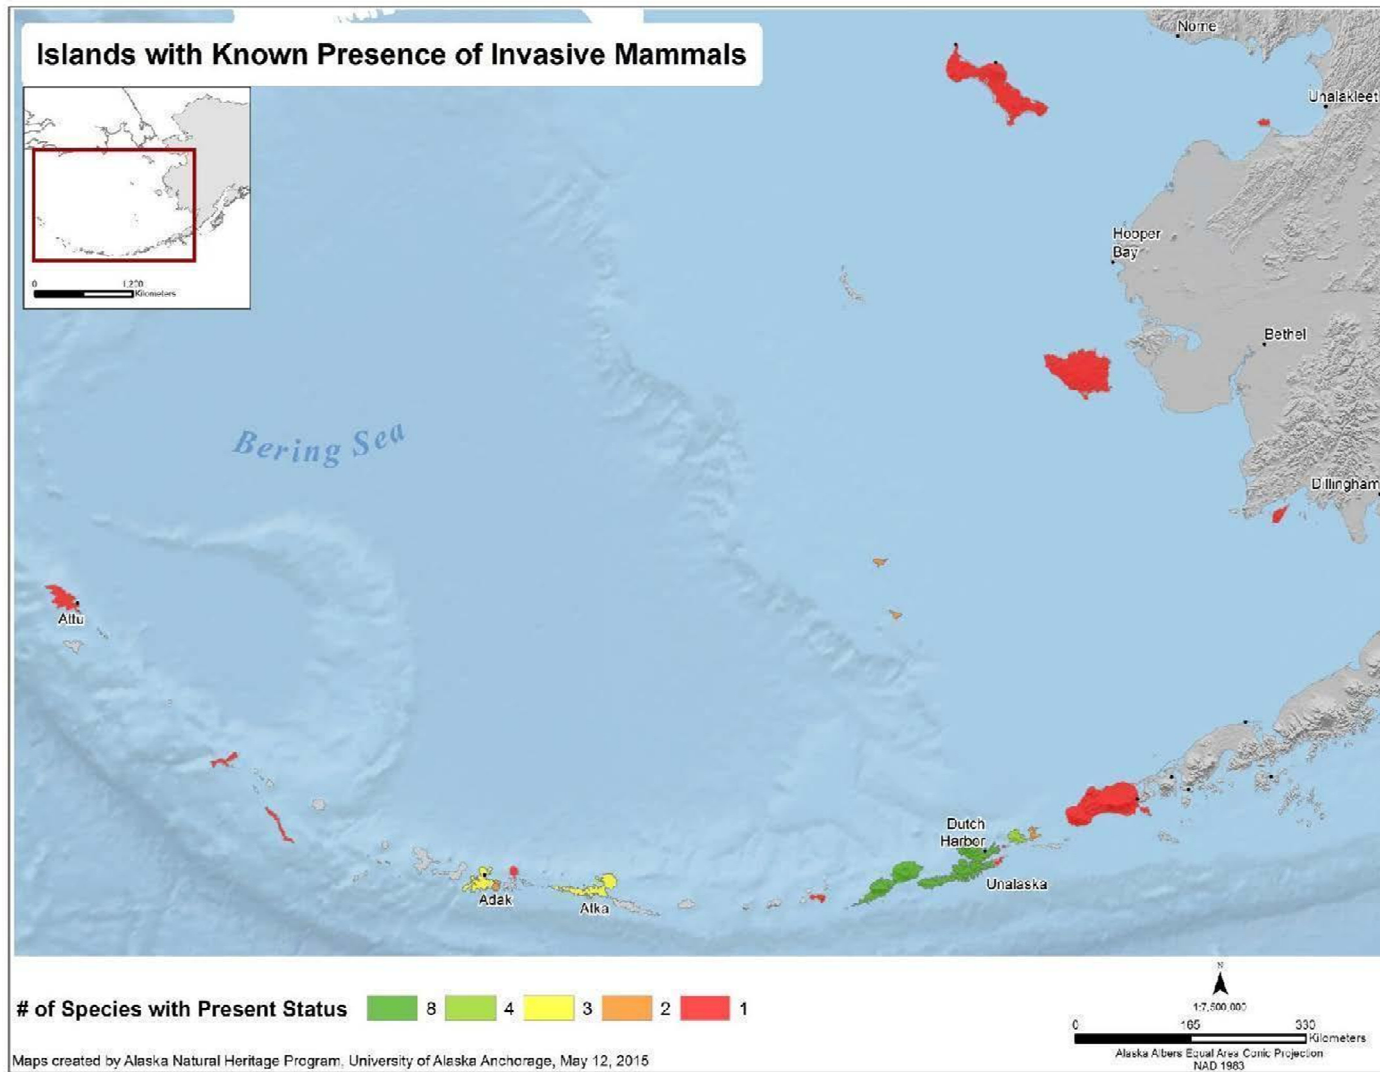 Islands with Known Presence of Invasive Mammals
Nome
Unalakleet
0 1,200
Kilometers
Hooper
Bay
Bethel
Bering Sea
Dillingham
Attu
Dutch
Harbor
Unalaska
Adak
Atka
# of Species with Present Status 8 4 3 2 1
N
1:7,500,000
0 165 330
Kilometers
Alaska Albers Equal Area Conic Projection
NAD 1983
Maps created by Alaska Natural Heritage Program, University of Alaska Anchorage, May 12, 2015